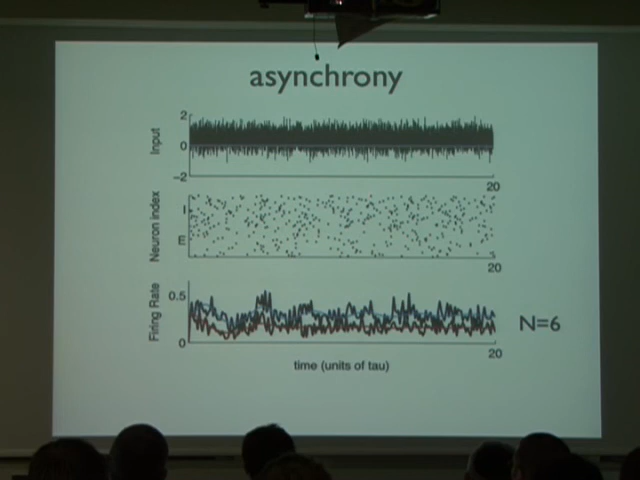 asynchrony
2
Input
0
-2
20
Neuron index
I
E
20
0.5
Firing Rate
N=6
0
20
time (units of tau)